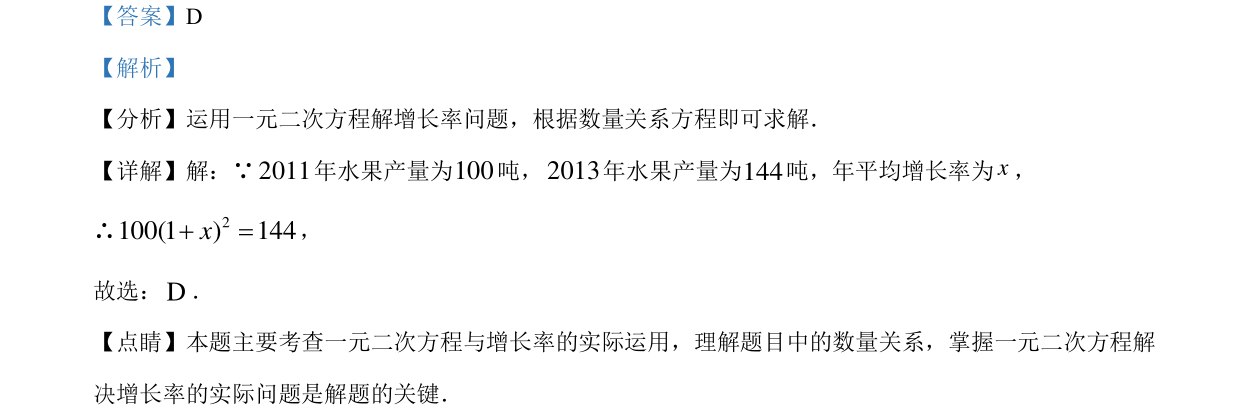 【答案】D
【解析】
【分析】运用一元二次方程解增长率问题，根据数量关系方程即可求解．
【详解】解：∵2011年水果产量为100吨，2013年水果产量为144吨，年平均增长率为x，
∴100(1+x)²=144，
故选：D．
【点睛】本题主要考查一元二次方程与增长率的实际运用，理解题目中的数量关系，掌握一元二次方程解
决增长率的实际问题是解题的关键．